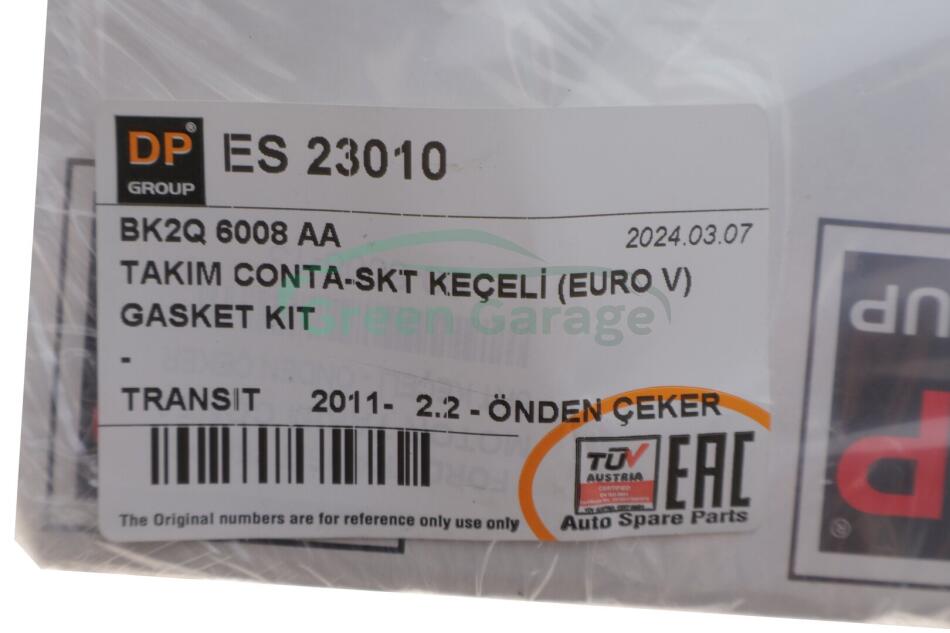 DP®
GROUP
ES 23010
BK2Q 6008 AA
2024.03.07
TAKIM CONTA-SKT KEÇELİ (EURO V)
GASKET KIT
Green Garage
-
TRANSIT 2011- 2.2 - ÖNDEN ÇEKER
TÜV
AUSTRIA
CERTIFIED
EAC
Auto Spare Parts
The Original numbers are for reference only use only
UP
P
®